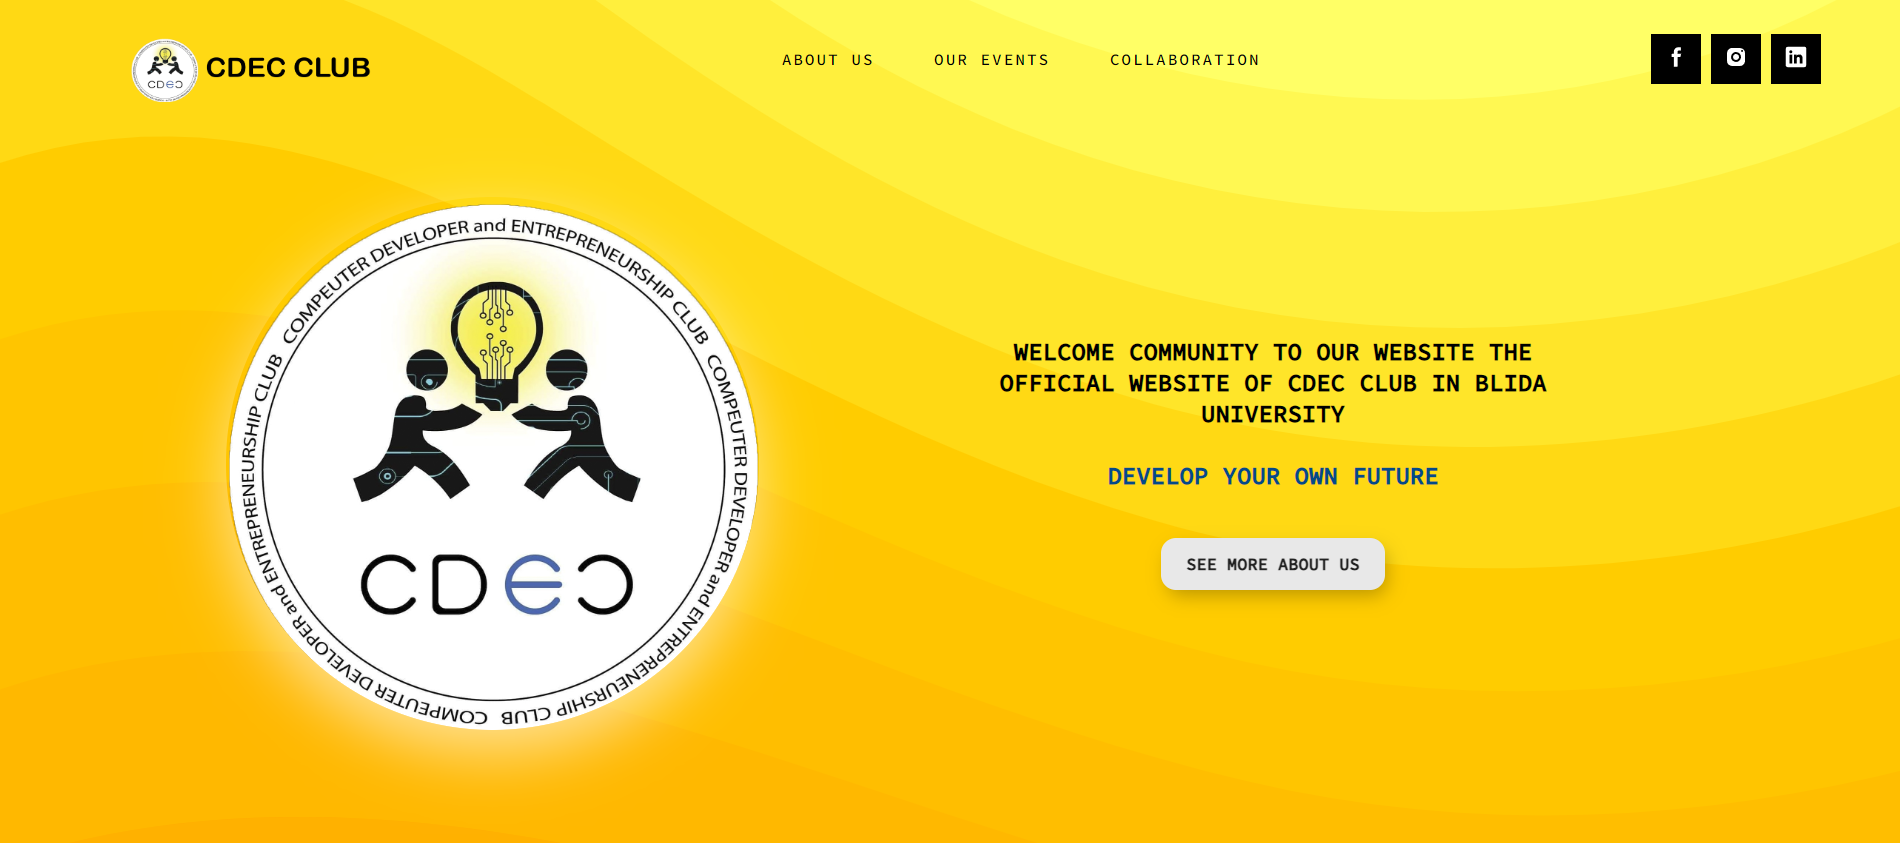 CDEC
CDEC CLUB
ABOUT US
OUR EVENTS
COLLABORATION
COMPEUTER DEVELOPER and ENTREPRENEURSHIP CLUB
COMPEUTER DEVELOPER and ENTREPRENEURSHIP CLUB
COMPEUTER DEVELOPER and ENTREPRENEURSHIP CLUB
CDEC
WELCOME COMMUNITY TO OUR WEBSITE THE
OFFICIAL WEBSITE OF CDEC CLUB IN BLIDA
UNIVERSITY
DEVELOP YOUR OWN FUTURE
SEE MORE ABOUT US